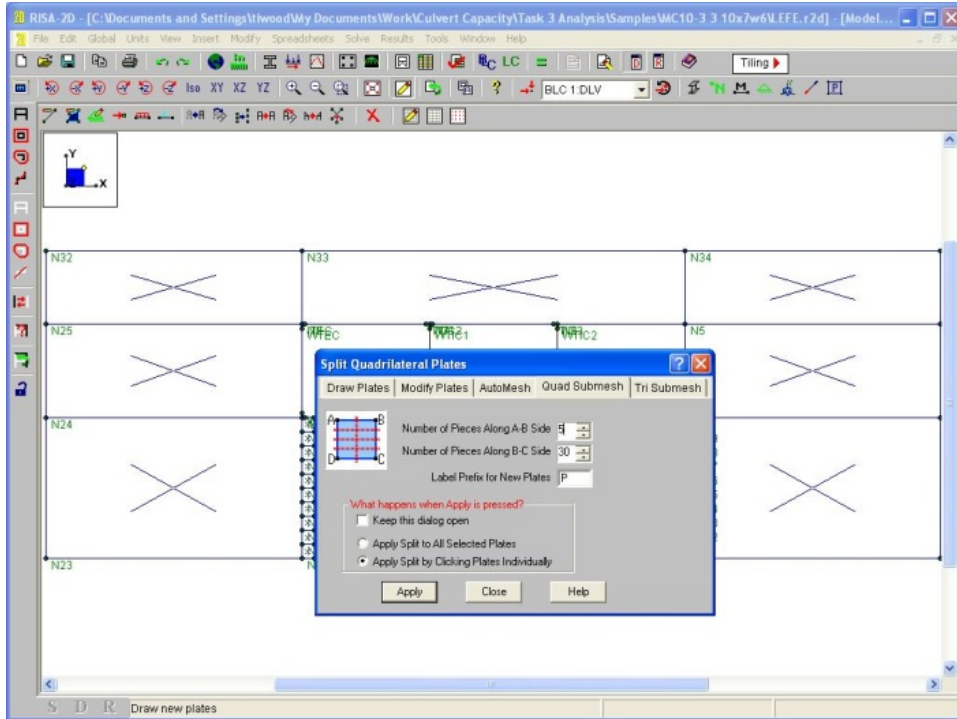 RISA-2D - [C:\Documents and Settings\tlwood\My Documents\Work\Culvert Capacity\Task 3 Analysis\Samples\MC10-3 3 10x7w6\LEFE.r2d] - [Model...
File Edit Global Units View Insert Modify Spreadsheets Solve Results Tools Window Help
LC Tiling
Iso XY XZ YZ BLC 1:DLV
Y
X
N32 N33 N34
N25 N5
Split Quadrilateral Plates
Draw Plates Modify Plates AutoMesh Quad Submesh Tri Submesh
A B
D C
Number of Pieces Along A-B Side 5
Number of Pieces Along B-C Side 30
Label Prefix for New Plates P
What happens when Apply is pressed?
Keep this dialog open
Apply Split to All Selected Plates
Apply Split by Clicking Plates Individually
Apply Close Help
N24
N23
S D R Draw new plates